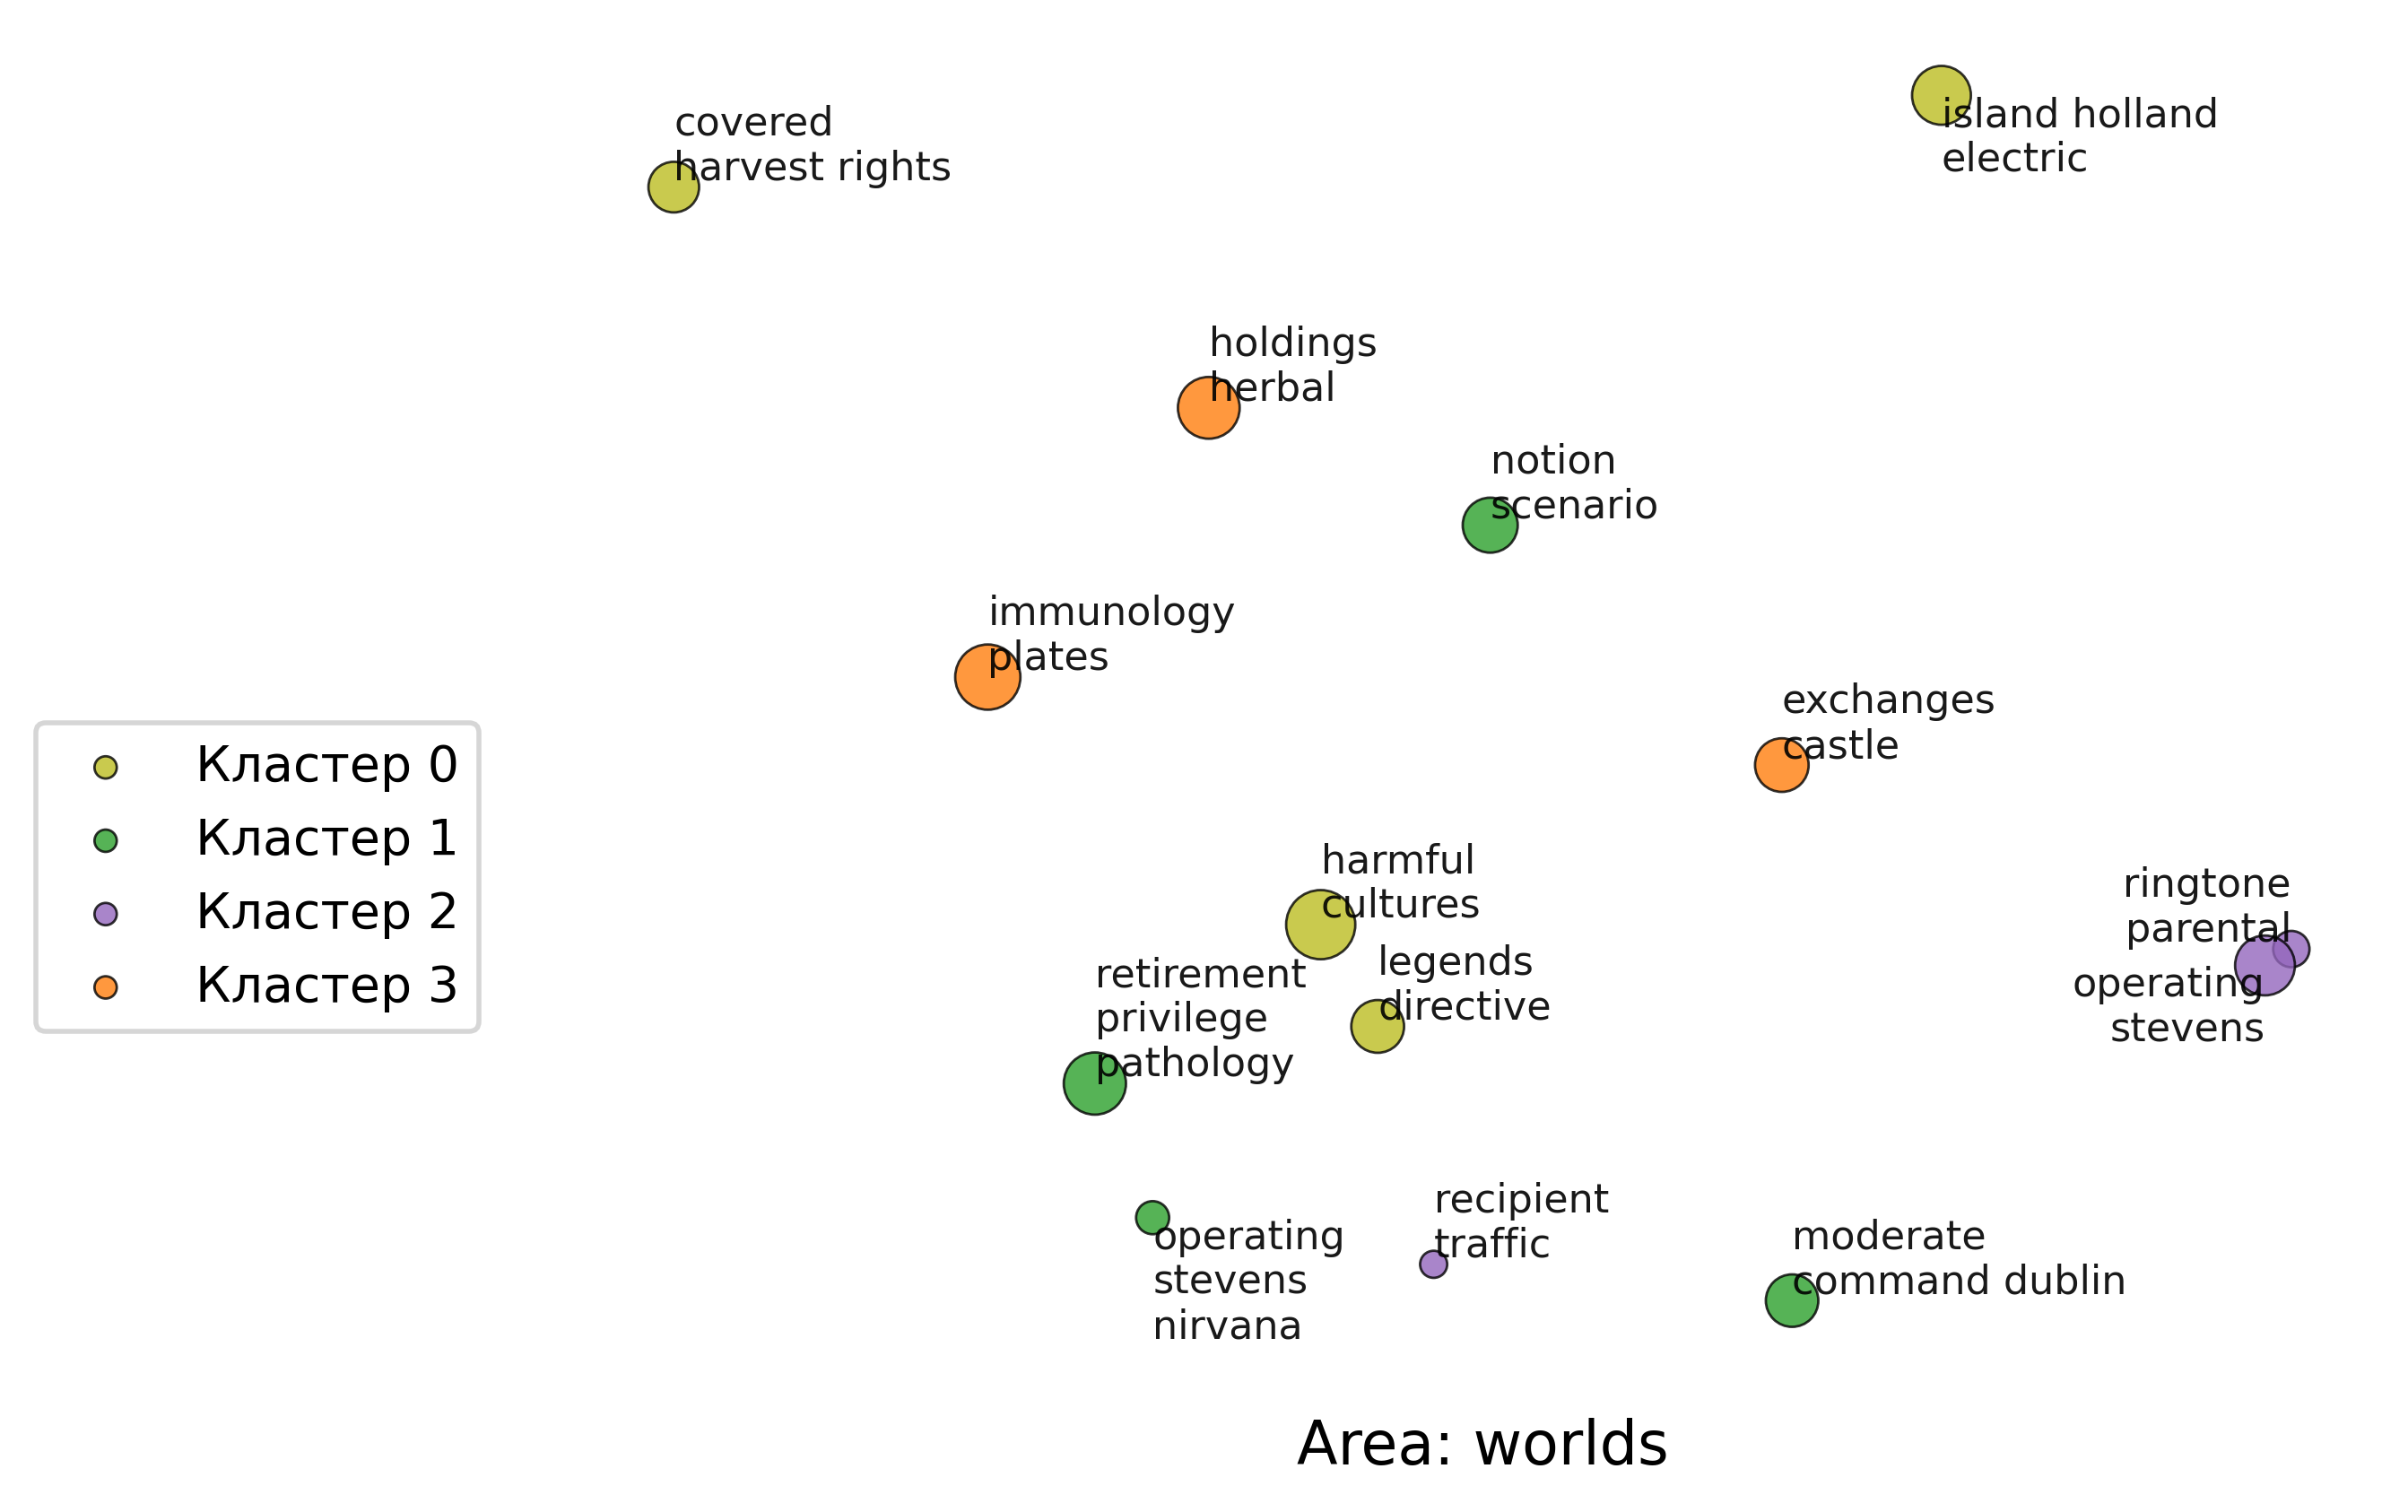 covered
harvest rights
island holland
electric
holdings
herbal
notion
scenario
immunology
plates
exchanges
castle
harmful
cultures
legends
directive
retirement
privilege
pathology
ringtone
parental
operating
stevens
operating
stevens
nirvana
recipient
traffic
moderate
command dublin
Кластер 0
Кластер 1
Кластер 2
Кластер 3
Area: worlds